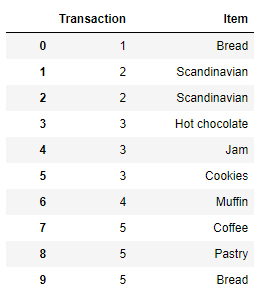 Transaction Item
0 1 Bread
1 2 Scandinavian
2 2 Scandinavian
3 3 Hot chocolate
4 3 Jam
5 3 Cookies
6 4 Muffin
7 5 Coffee
8 5 Pastry
9 5 Bread